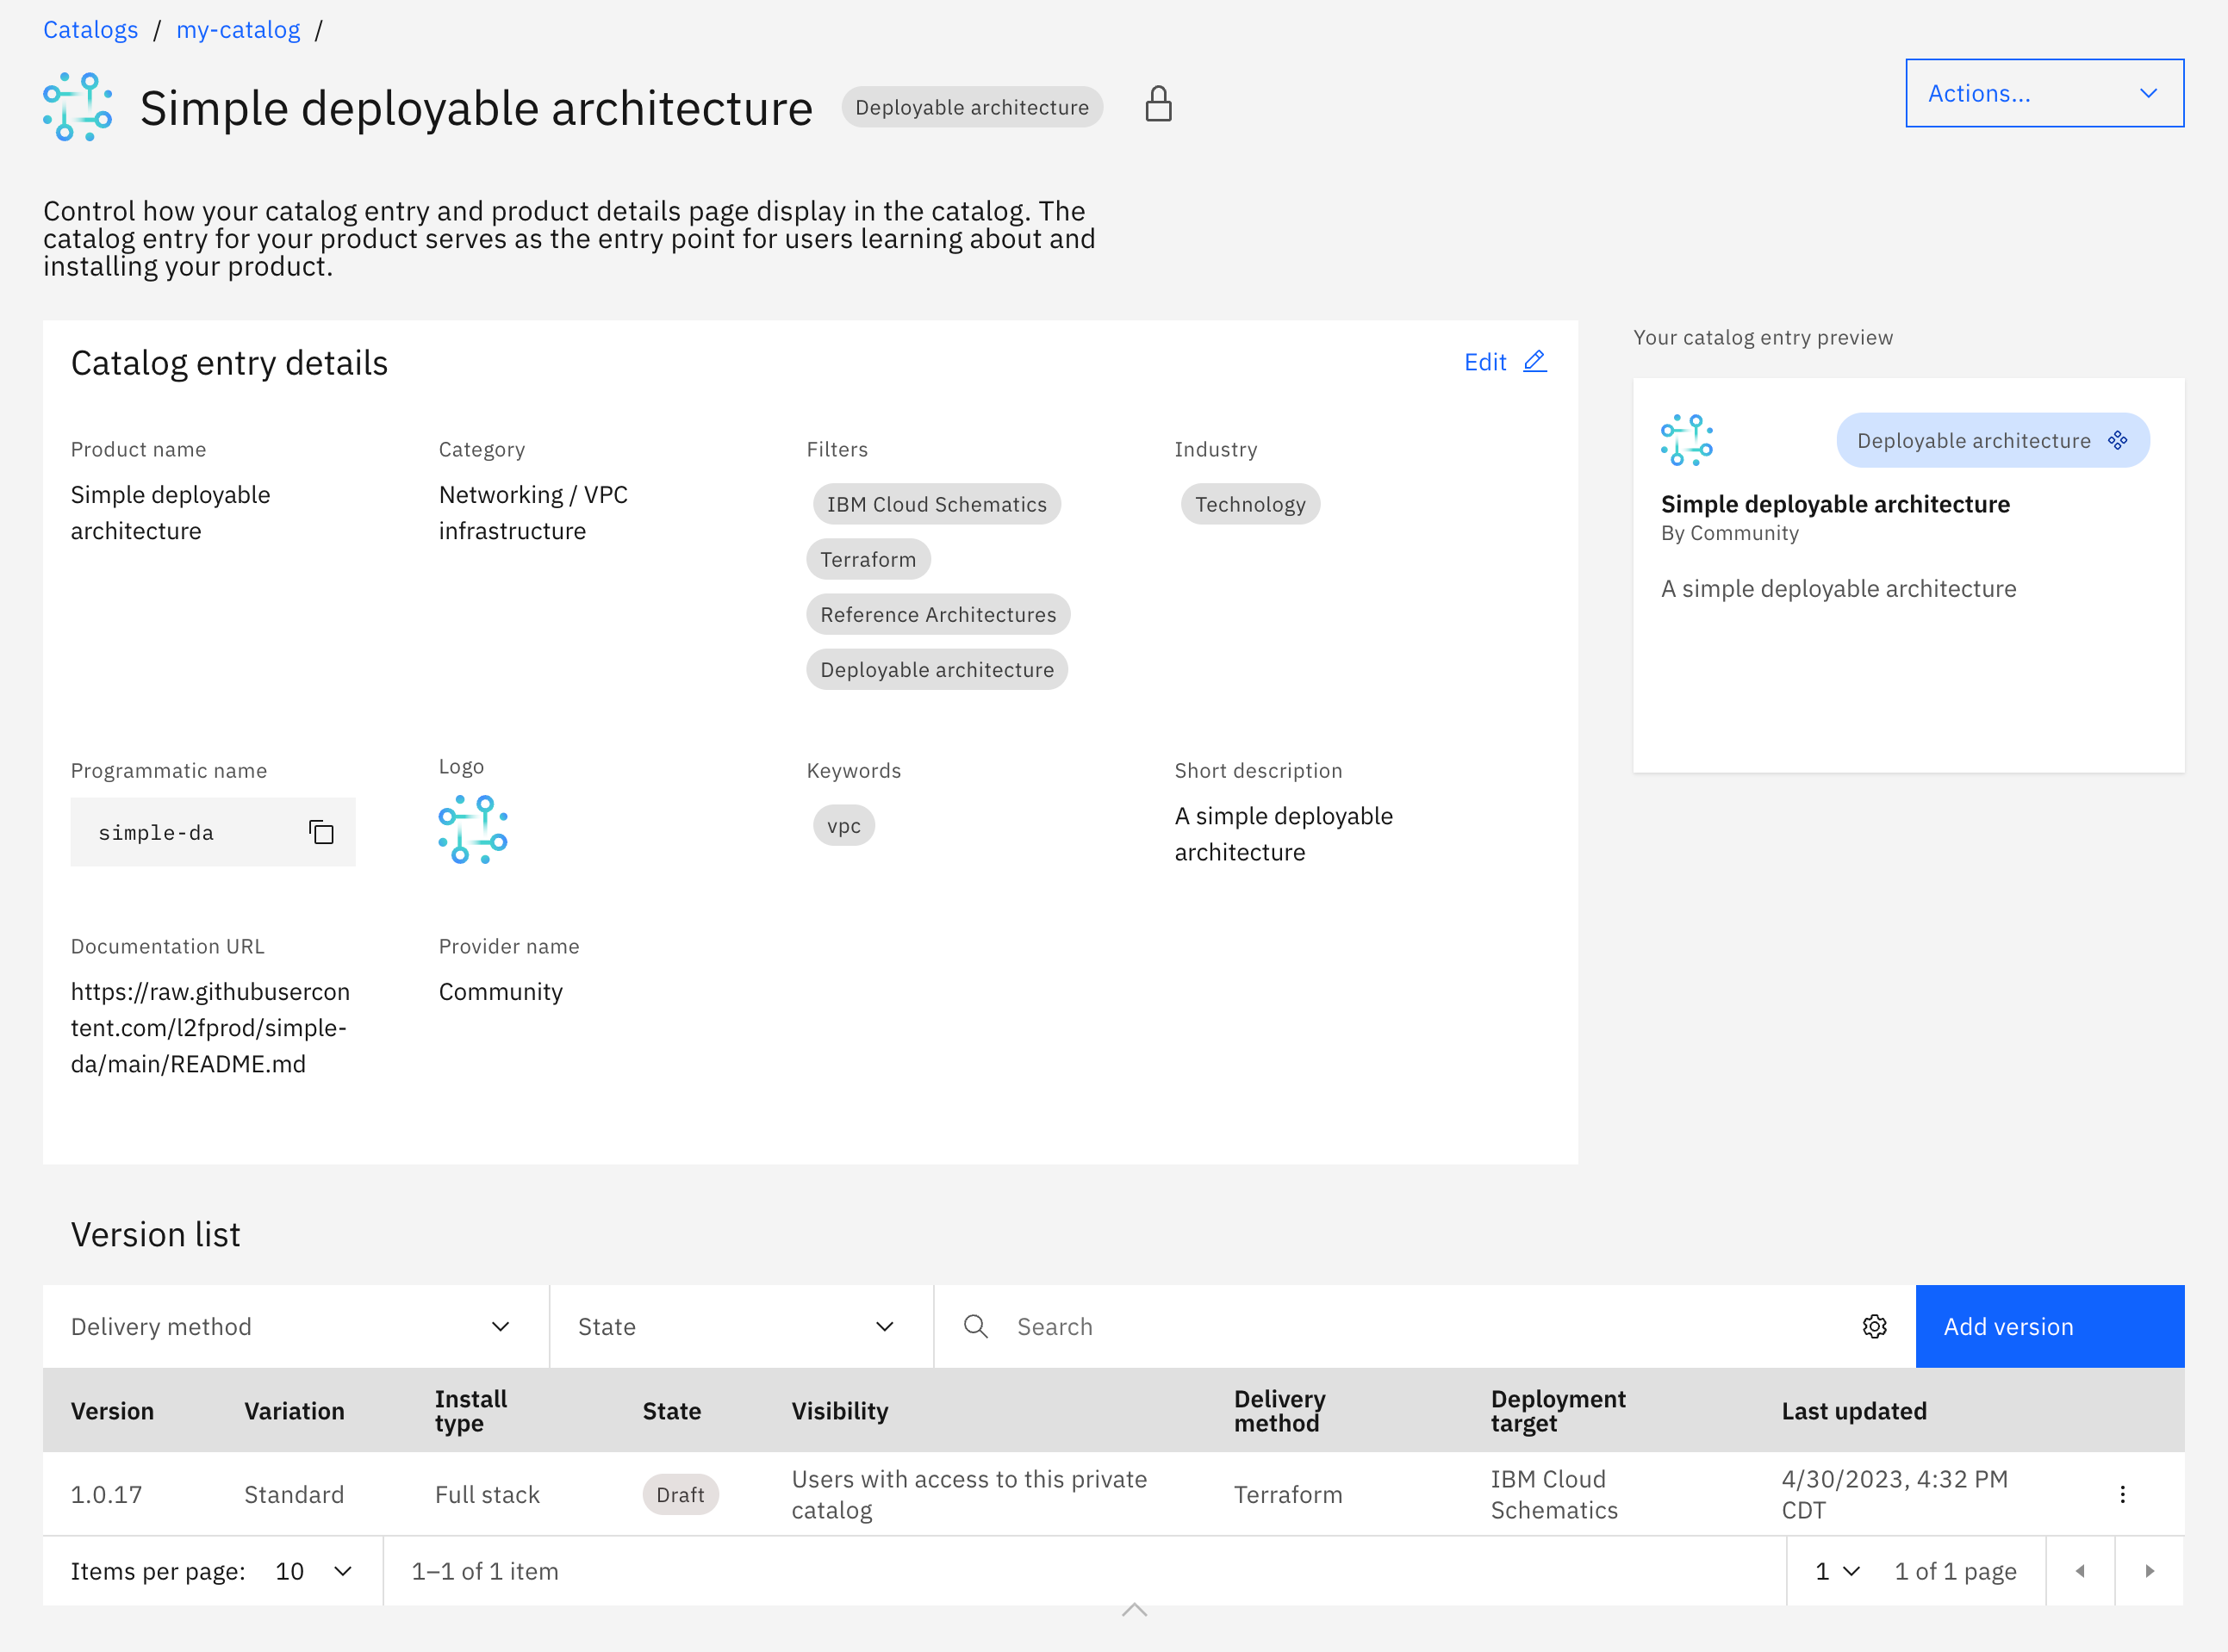 Catalogs / my-catalog /
Simple deployable architecture Deployable architecture
Actions...
Control how your catalog entry and product details page display in the catalog. The
catalog entry for your product serves as the entry point for users learning about and
installing your product.
Catalog entry details
Edit
Product name
Simple deployable
architecture
Category
Networking / VPC
infrastructure
Filters
IBM Cloud Schematics
Terraform
Reference Architectures
Deployable architecture
Industry
Technology
Programmatic name
simple-da
Logo
Keywords
vpc
Short description
A simple deployable
architecture
Documentation URL
https://raw.githubusercon
tent.com/l2fprod/simple-
da/main/README.md
Provider name
Community
Your catalog entry preview
Deployable architecture
Simple deployable architecture
By Community
A simple deployable architecture
Version list
Delivery method
State
Search
Add version
Version
Variation
Install
type
State
Visibility
Delivery
method
Deployment
target
Last updated
1.0.17
Standard
Full stack
Draft
Users with access to this private
catalog
Terraform
IBM Cloud
Schematics
4/30/2023, 4:32 PM
CDT
Items per page: 10
1–1 of 1 item
1
1 of 1 page